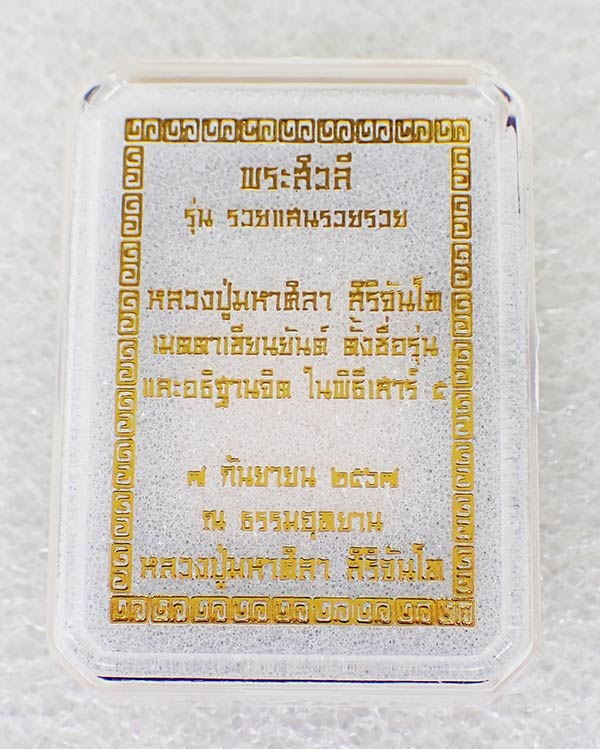 พระสิวลี
รุ่น รวยแสนรวยรวย
หลวงปู่มหาศิลา สิริจันโท
เมตตาเขียนยันต์ ตั้งชื่อรุ่น
และอธิฐานจิต ในพิธีเสาร์ ๕
๗ กันยายน ๒๕๖๗
ณ ธรรมอุทยาน
หลวงปู่มหาศิลา สิริจันโท